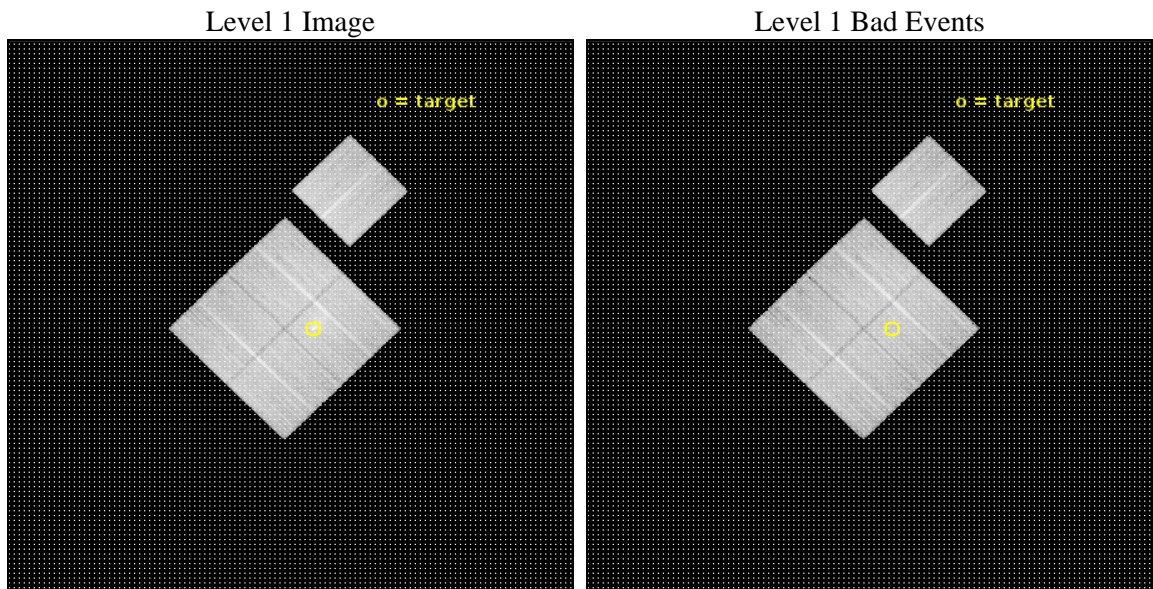 Level 1 Image
Level 1 Bad Events
o = target
o = target